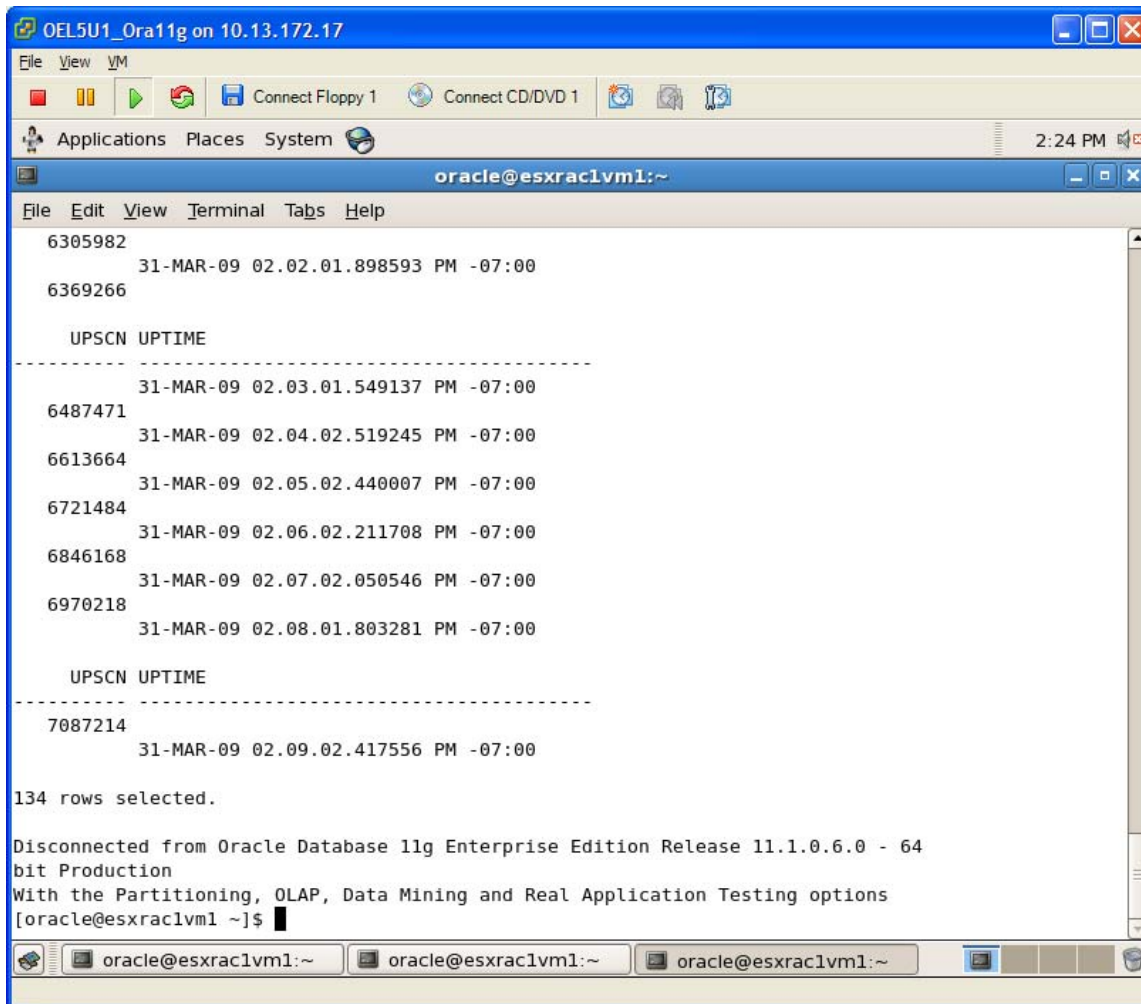 OEL5U1_Ora11g on 10.13.172.17
File View VM
Connect Floppy 1 Connect CD/DVD 1
Applications Places System 2:24 PM
oracle@esxrac1vm1:~
File Edit View Terminal Tabs Help
6305982
31-MAR-09 02.02.01.898593 PM -07:00
6369266
UPSCN UPTIME
---------- ----------------------------------------
31-MAR-09 02.03.01.549137 PM -07:00
6487471
31-MAR-09 02.04.02.519245 PM -07:00
6613664
31-MAR-09 02.05.02.440007 PM -07:00
6721484
31-MAR-09 02.06.02.211708 PM -07:00
6846168
31-MAR-09 02.07.02.050546 PM -07:00
6970218
31-MAR-09 02.08.01.803281 PM -07:00
UPSCN UPTIME
---------- ----------------------------------------
7087214
31-MAR-09 02.09.02.417556 PM -07:00
134 rows selected.
Disconnected from Oracle Database 11g Enterprise Edition Release 11.1.0.6.0 - 64
bit Production
With the Partitioning, OLAP, Data Mining and Real Application Testing options
[oracle@esxrac1vm1 ~]$
oracle@esxrac1vm1:~ oracle@esxrac1vm1:~ oracle@esxrac1vm1:~